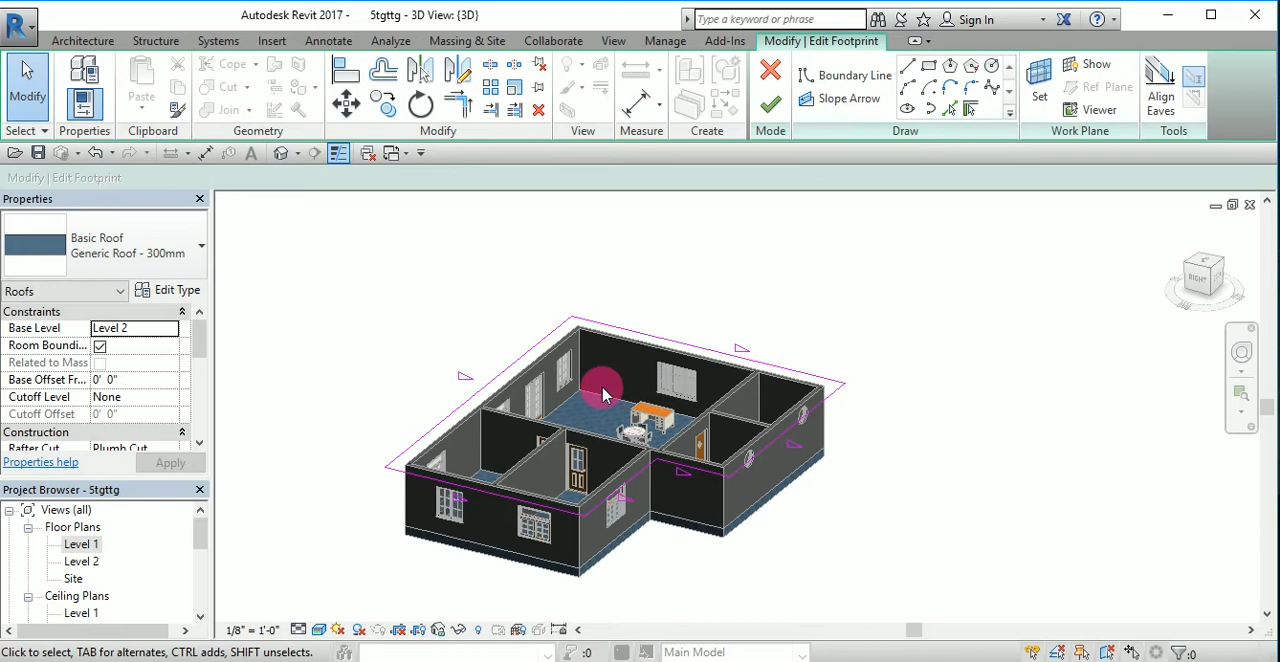 Autodesk Revit 2017 - 5tgttg - 3D View: {3D}
Type a keyword or phrase
Sign In
Architecture Structure Systems Insert Annotate Analyze Massing & Site Collaborate View Manage Add-Ins Modify | Edit Footprint
Modify
Paste
Cope
Cut
Join
Boundary Line
Slope Arrow
Set
Show
Ref Plane
Viewer
Align
Eaves
Select Properties Clipboard Geometry Modify View Measure Create Mode Draw Work Plane Tools
Modify | Edit Footprint
Properties
Basic Roof
Generic Roof - 300mm
Roofs
Edit Type
Constraints
Base Level Level 2
Room Boundi...
Related to Mass
Base Offset Fr... 0' 0"
Cutoff Level None
Cutoff Offset 0' 0"
Construction
Rafter Cut Plumb Cut
Properties help
Apply
Project Browser - 5tgttg
Views (all)
Floor Plans
Level 1
Level 2
Site
Ceiling Plans
Level 1
RIGHT
1/8" = 1'-0"
Click to select, TAB for alternates, CTRL adds, SHIFT unselects.
:0
Main Model
:0